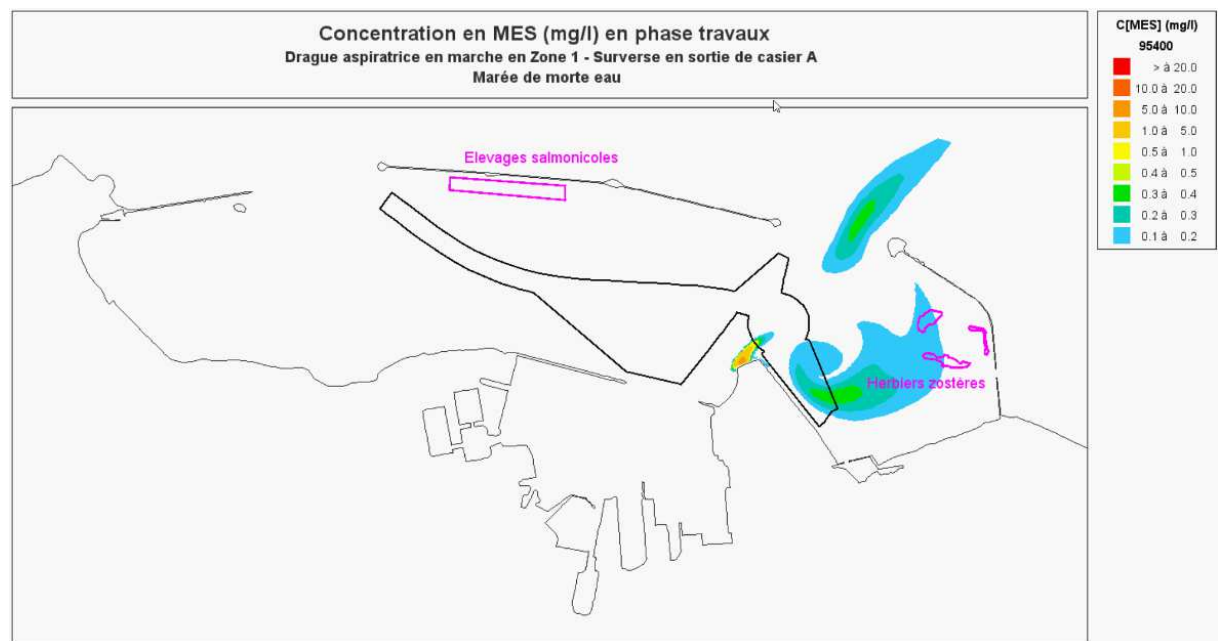 Concentration en MES (mg/l) en phase travaux
Drague aspiratrice en marche en Zone 1 - Surverse en sortie de casier A
Marée de morte eau
C[MES] (mg/l)
95400
> à 20.0
10.0 à 20.0
5.0 à 10.0
1.0 à 5.0
0.5 à 1.0
0.4 à 0.5
0.3 à 0.4
0.2 à 0.3
0.1 à 0.2
Elevages salmonicoles
Herbiers zostères